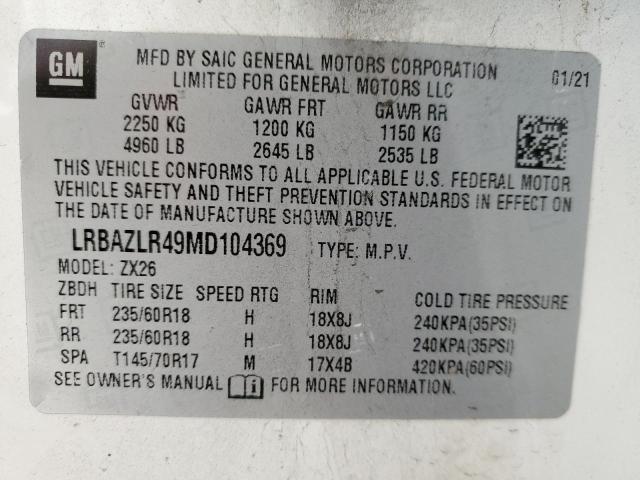 GM
MFD BY SAIC GENERAL MOTORS CORPORATION 01/21
LIMITED FOR GENERAL MOTORS LLC
GVWR GAWR FRT GAWR RR
2250 KG 1200 KG 1150 KG
4960 LB 2645 LB 2535 LB
THIS VEHICLE CONFORMS TO ALL APPLICABLE U.S. FEDERAL MOTOR
VEHICLE SAFETY AND THEFT PREVENTION STANDARDS IN EFFECT ON
THE DATE OF MANUFACTURE SHOWN ABOVE.
LRBAZLR49MD104369 TYPE: M.P.V.
MODEL: ZX26
ZBDH TIRE SIZE SPEED RTG RIM COLD TIRE PRESSURE
FRT 235/60R18 H 18X8J 240KPA(35PSI)
RR 235/60R18 H 18X8J 240KPA(35PSI)
SPA T145/70R17 M 17X4B 420KPA(60PSI)
SEE OWNER'S MANUAL FOR MORE INFORMATION.